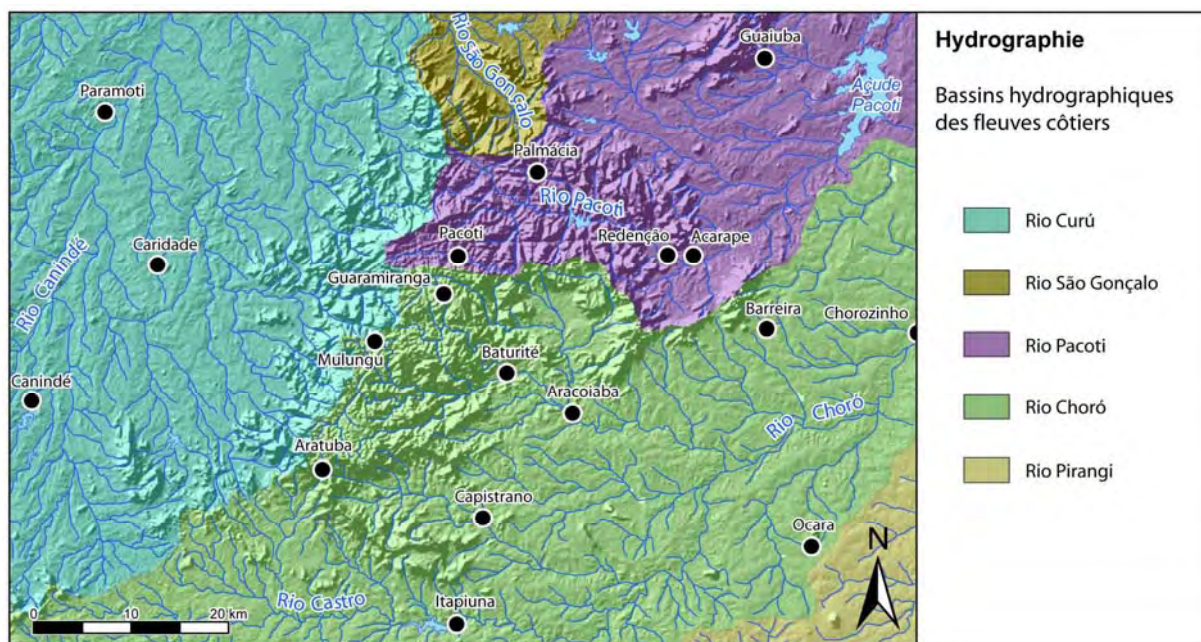 Rio São Gonçalo
Guaiuba
Paramoti
Açude
Pacoti
Palmácia
Rio Pacoti
Rio Canindé
Caridade
Pacoti
Redenção
Acarape
Guaramiranga
Barreira
Chorozinho
Mulungú
Baturité
Canindé
Aracoiaba
Rio Choró
Aratuba
Capistrano
Ocara
N
Rio Castro
Itapiuna
0 10 20 km
Hydrographie
Bassins hydrographiques
des fleuves côtiers
Rio Curú
Rio São Gonçalo
Rio Pacoti
Rio Choró
Rio Pirangi